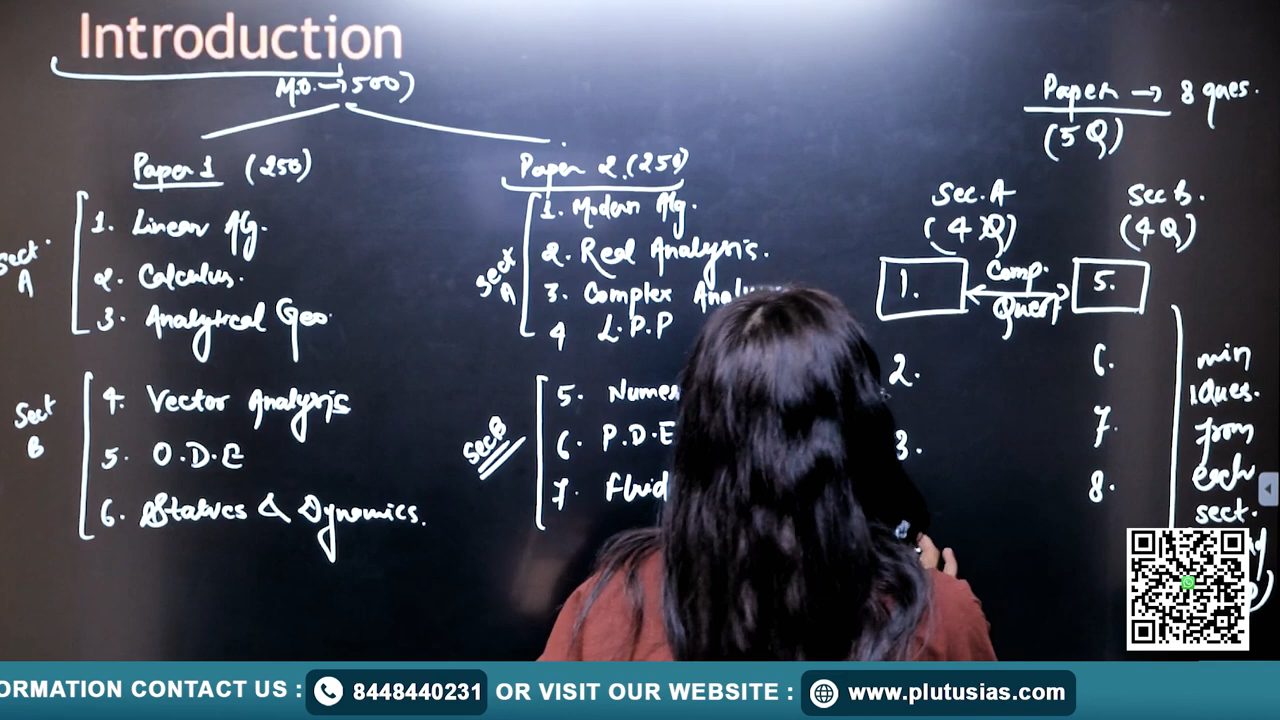 Introduction
M.O. → 500)
Paper 1 (250)
Sect. A
1. Linear Alg.
2. Calculus.
3. Analytical Geo.
Sect B
4. Vector Analysis
5. O.D.E
6. Statics & Dynamics.
Paper 2 (250)
Sect A
1. Modern Alg.
2. Real Analysis.
3. Complex
4 L.P.P
Sec B
5.
6. P.D.E
7. Fluid
Paper → 8 ques.
(5 Q)
Sec. A
(4 Q)
Sec B.
(4 Q)
1.
Comp.
Ques
5.
2.
6.
3.
7.
8.
min
1 Ques.
from
each
sect.
CONTACT US :
8448440231
OR VISIT OUR WEBSITE :
www.plutusias.com